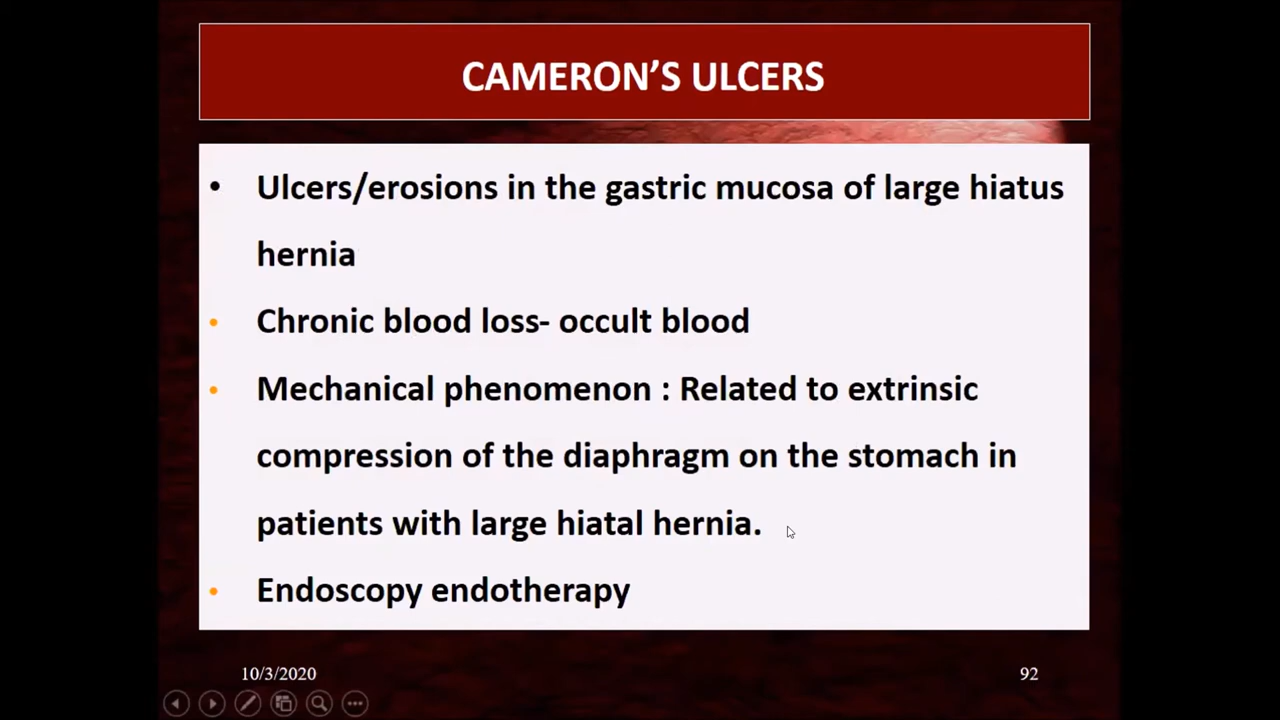 CAMERON’S ULCERS
• Ulcers/erosions in the gastric mucosa of large hiatus
hernia
• Chronic blood loss- occult blood
• Mechanical phenomenon : Related to extrinsic
compression of the diaphragm on the stomach in
patients with large hiatal hernia.
• Endoscopy endotherapy
10/3/2020
92